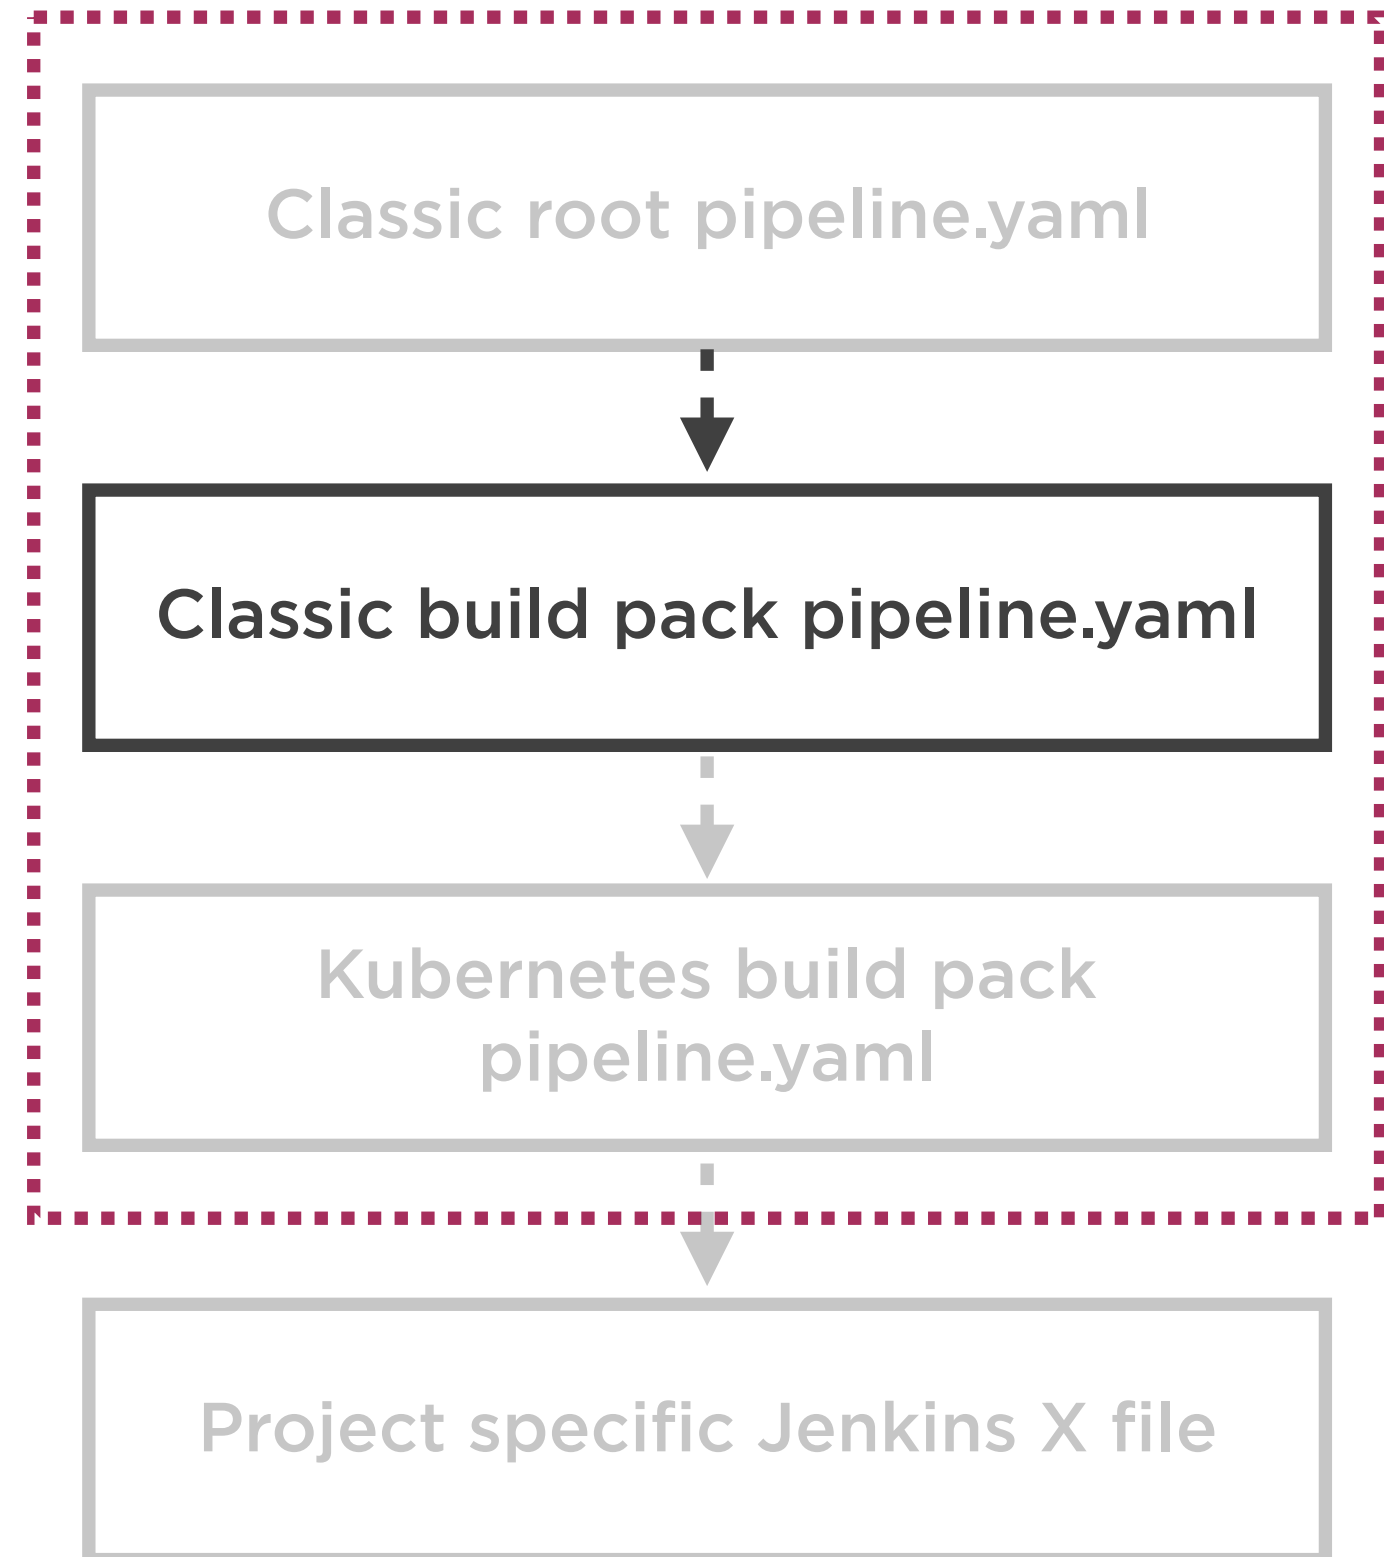 Classic root pipeline.yaml
Classic build pack pipeline.yaml
Kubernetes build pack
pipeline.yaml
Project specific Jenkins X file